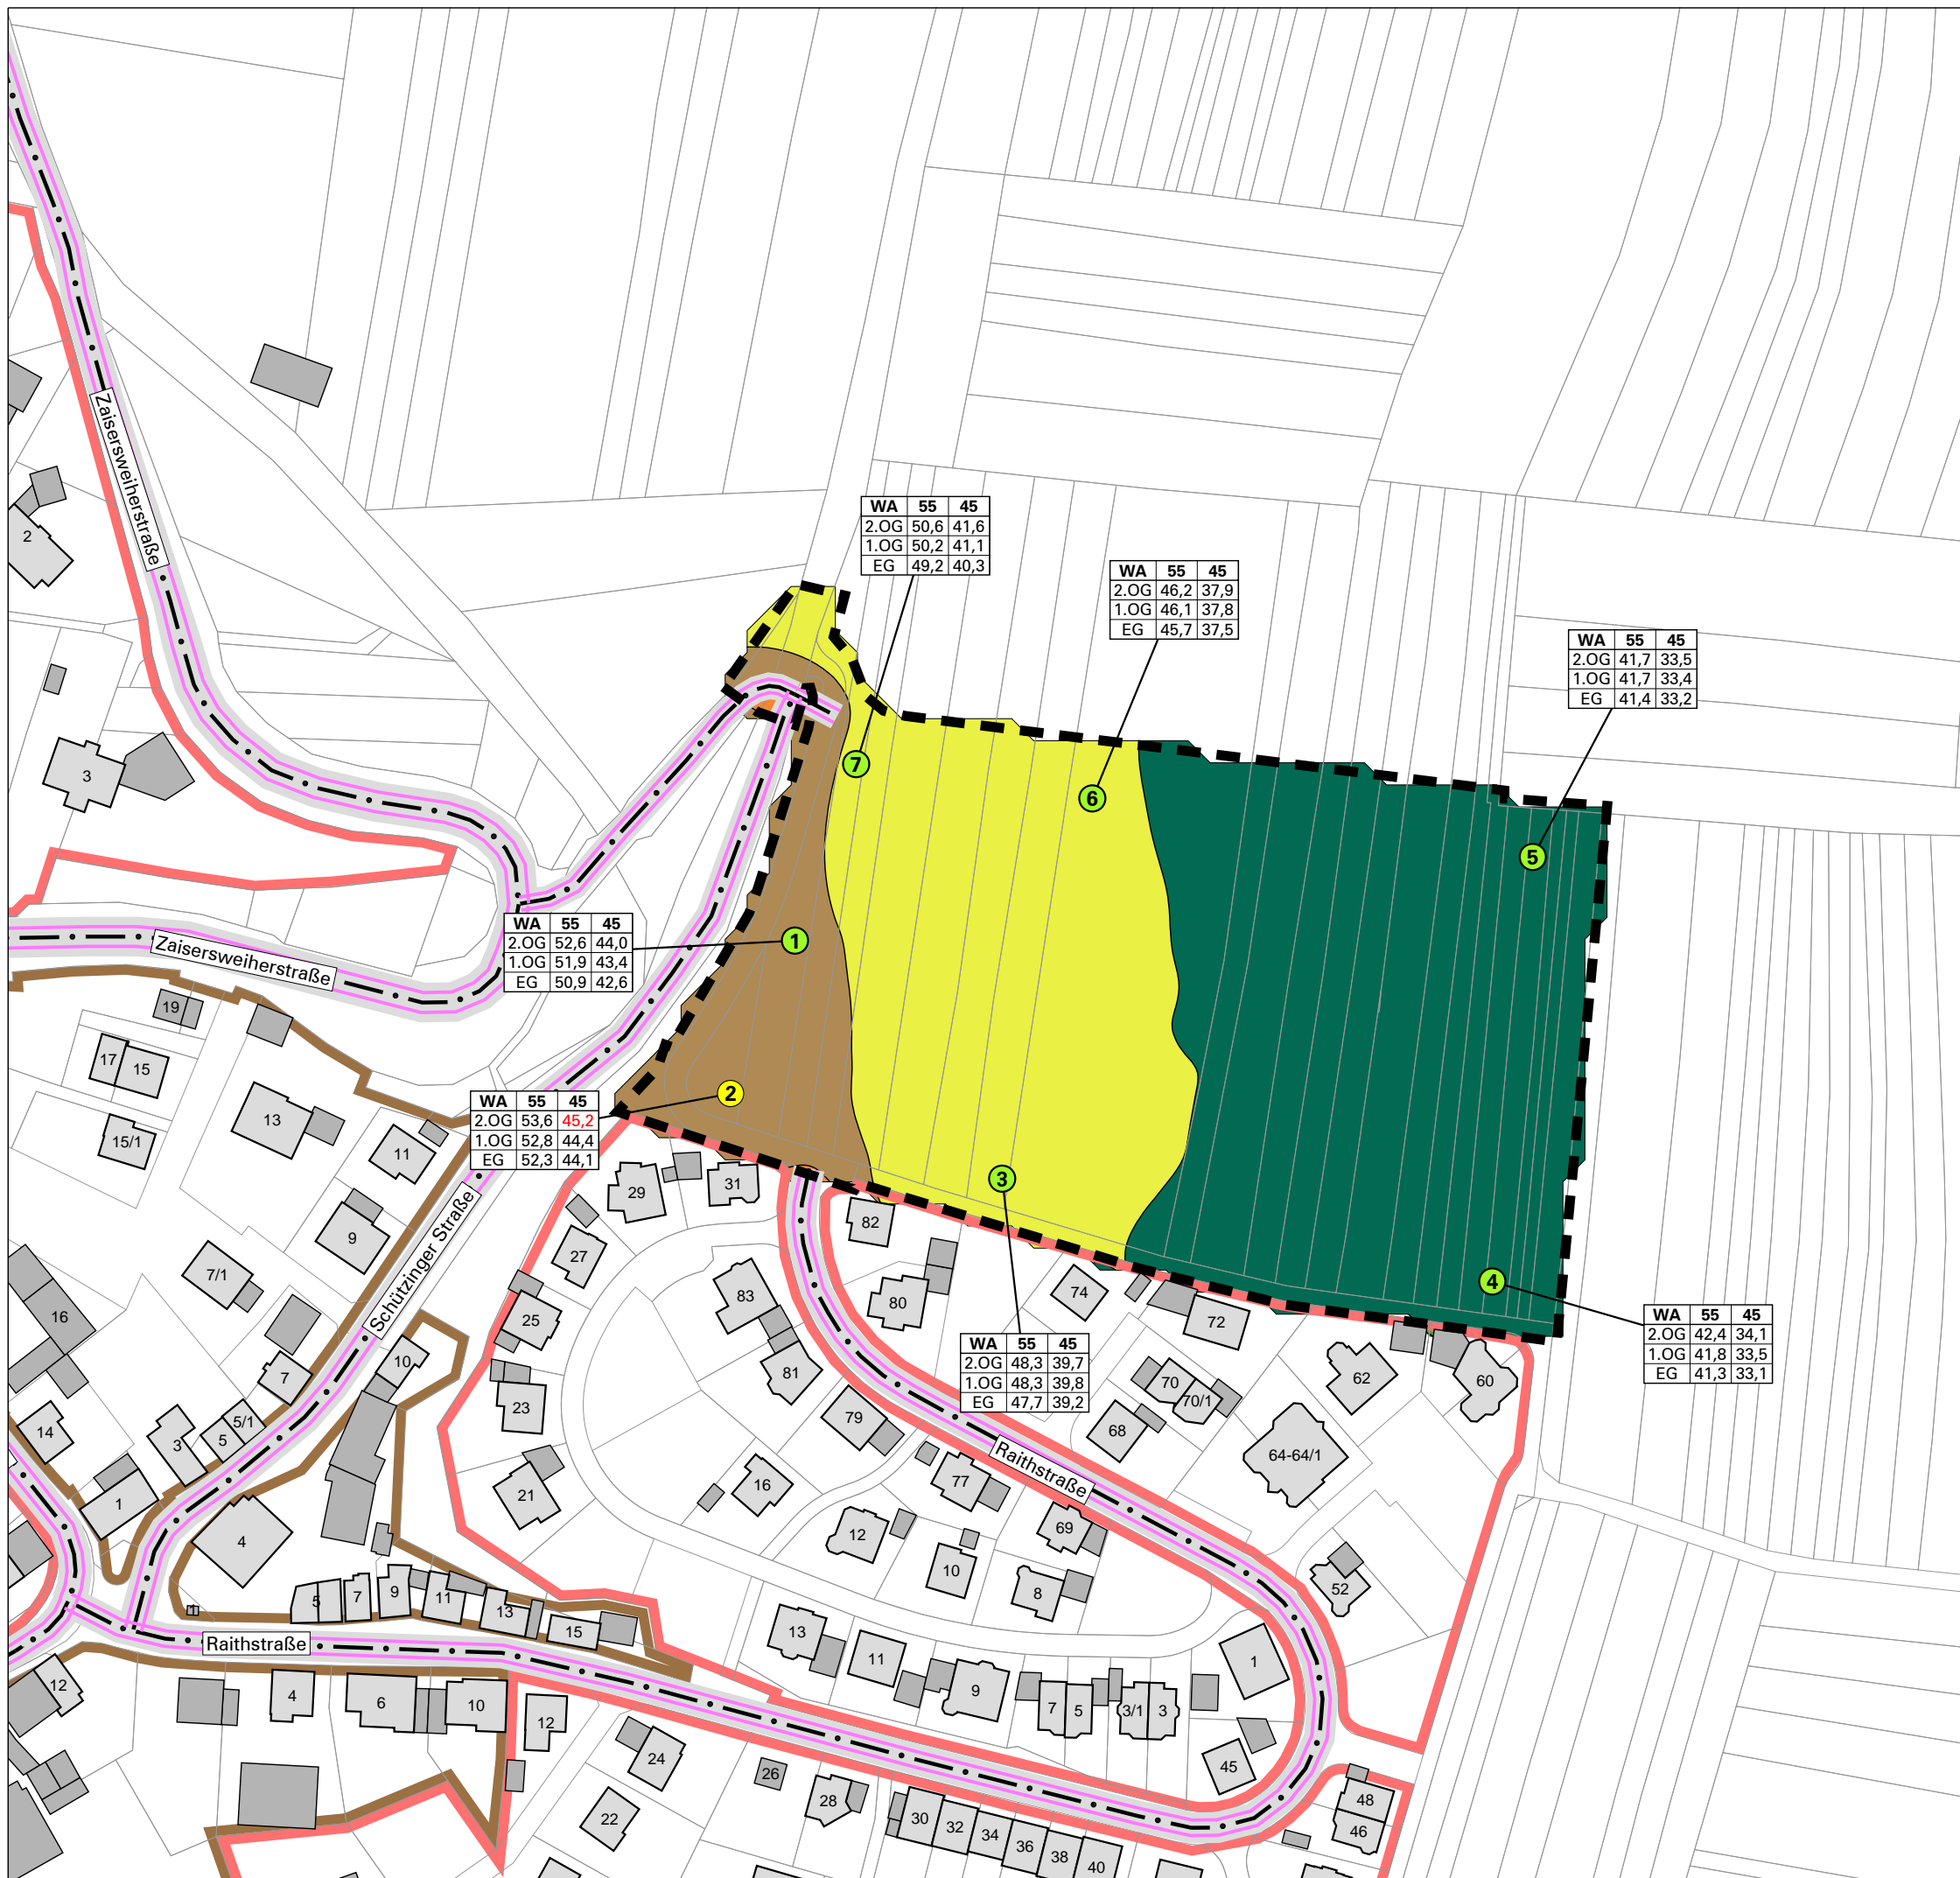 Zaisersweiherstraße
2
3
WA 55 45
2.OG 50,6 41,6
1.OG 50,2 41,1
EG 49,2 40,3
WA 55 45
2.OG 46,2 37,9
1.OG 46,1 37,8
EG 45,7 37,5
WA 55 45
2.OG 41,7 33,5
1.OG 41,7 33,4
EG 41,4 33,2
7
6
5
WA 55 45
2.OG 52,6 44,0
1.OG 51,9 43,4
EG 50,9 42,6
1
Zaisersweiherstraße
19
17
15
15/1
13
11
9
7/1
WA 55 45
2.OG 53,6 45,2
1.OG 52,8 44,4
EG 52,3 44,1
2
3
4
WA 55 45
2.OG 42,4 34,1
1.OG 41,8 33,5
EG 41,3 33,1
WA 55 45
2.OG 48,3 39,7
1.OG 48,3 39,8
EG 47,7 39,2
Schützinger Straße
29
31
27
25
23
21
82
80
83
81
79
74
72
70
70/1
68
62
60
64-64/1
16
14
7
5/1
5
3
1
10
4
Raithstraße
77
69
16
12
10
8
52
5
7
9
11
13
15
Raithstraße
12
4
6
10
12
13
11
9
7
5
3/1
3
1
45
24
22
26
28
30
32
34
36
38
40
48
46